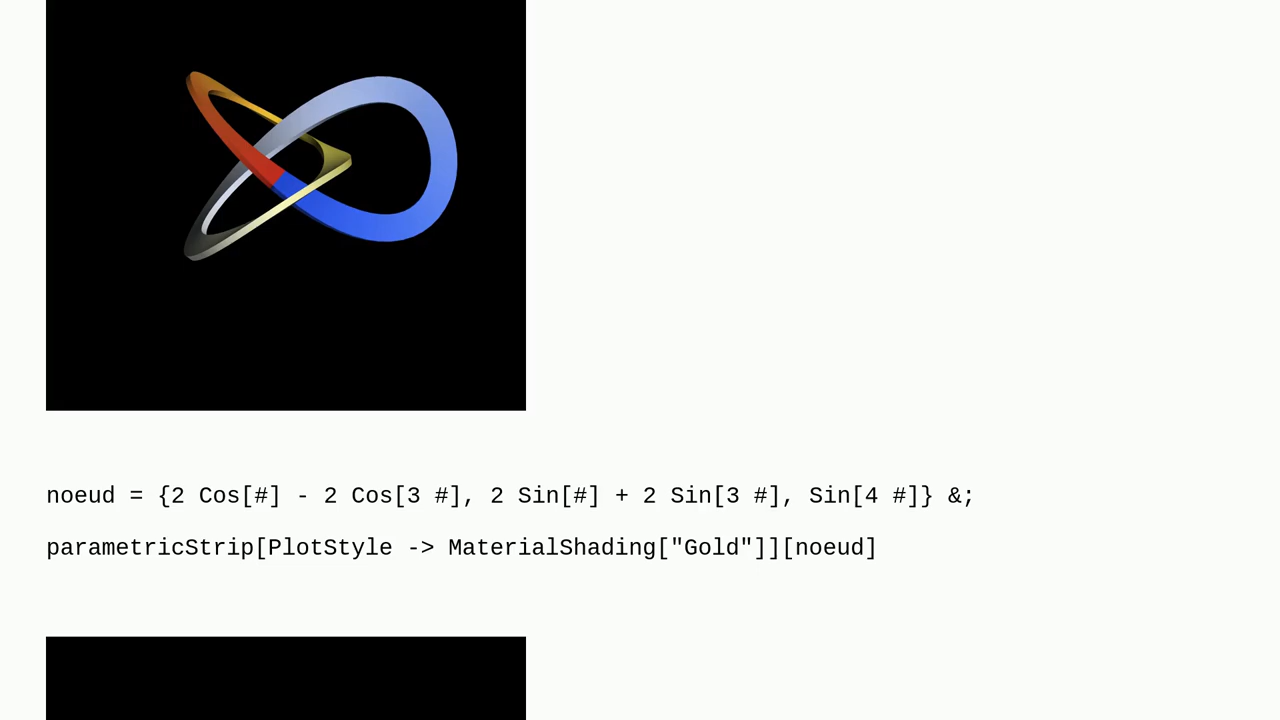 noeud = {2 Cos[#] - 2 Cos[3 #], 2 Sin[#] + 2 Sin[3 #], Sin[4 #]} &;
parametricStrip[PlotStyle -> MaterialShading["Gold"]][noeud]